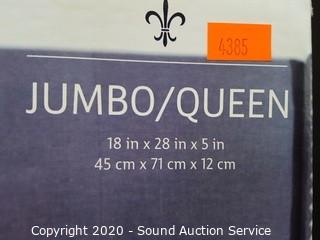 4385
JUMBO/QUEEN
18 in x 28 in x 5 in
45 cm x 71 cm x 12 cm
Copyright 2020 - Sound Auction Service